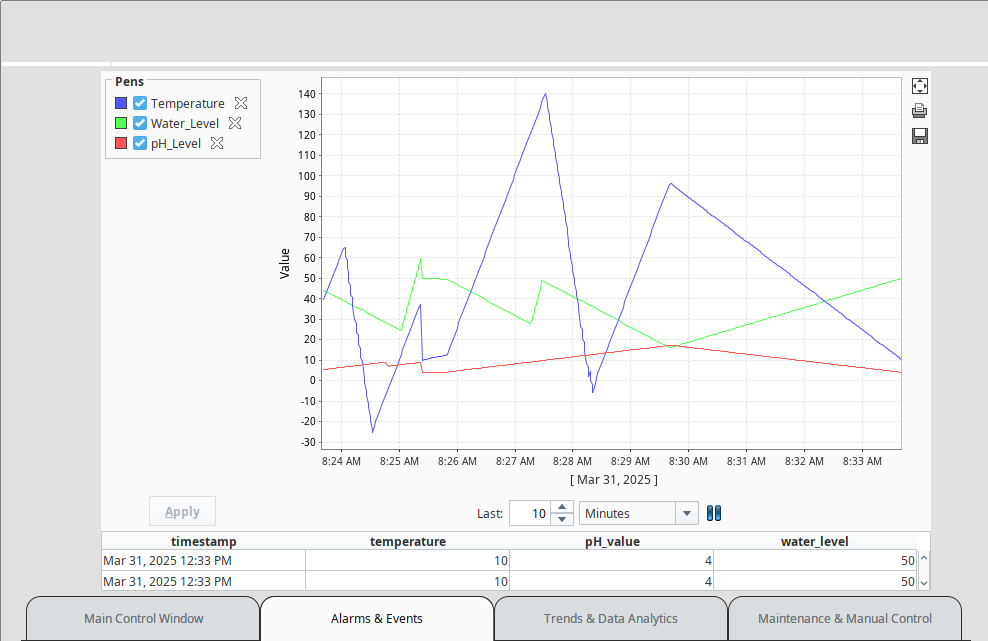 Pens
Temperature
Water_Level
pH_Level
Value
140
130
120
110
100
90
80
70
60
50
40
30
20
10
0
-10
-20
-30
8:24 AM 8:25 AM 8:26 AM 8:27 AM 8:28 AM 8:29 AM 8:30 AM 8:31 AM 8:32 AM 8:33 AM
[ Mar 31, 2025 ]
Apply Last: 10 Minutes
timestamp temperature pH_value water_level
Mar 31, 2025 12:33 PM 10 4 50
Mar 31, 2025 12:33 PM 10 4 50
Main Control Window Alarms & Events Trends & Data Analytics Maintenance & Manual Control